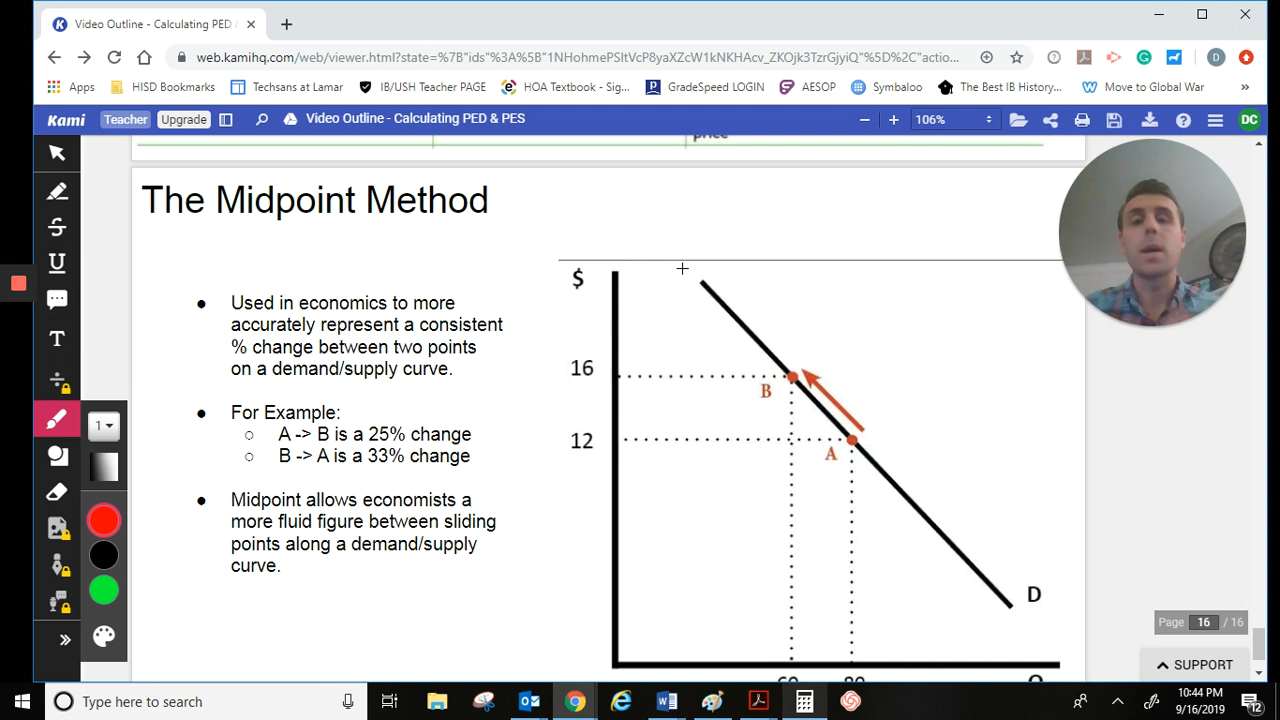 Video Outline - Calculating PED
web.kamihq.com/web/viewer.html?state=%7B"ids"%3A%5B"1NHohmePSltVcP8yaXZcW1kNKHAcv_ZKOjk3TzrGjyiQ"%5D%2C"actio...
D
Apps
HISD Bookmarks
Techsans at Lamar
IB/USH Teacher PAGE
HOA Textbook - Sig...
GradeSpeed LOGIN
AESOP
Symbaloo
The Best IB History...
Move to Global War
»
Kami
Teacher
Upgrade
Video Outline - Calculating PED & PES
106%
DC
price
The Midpoint Method
Used in economics to more
accurately represent a consistent
% change between two points
on a demand/supply curve.
For Example:
A -> B is a 25% change
B -> A is a 33% change
Midpoint allows economists a
more fluid figure between sliding
points along a demand/supply
curve.
$
16
12
B
A
D
60
80
Q
S
U
T
1
Page 16 / 16
SUPPORT
Type here to search
10:44 PM
9/16/2019
12